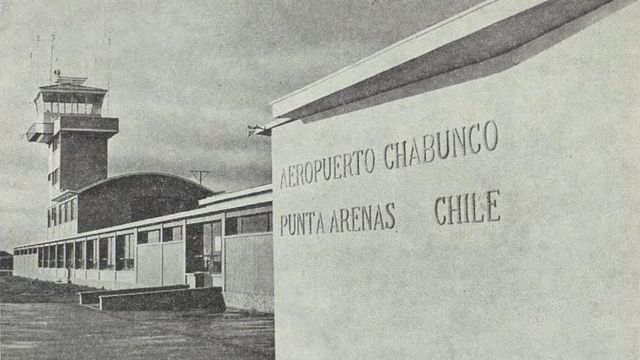 AEROPUERTO CHABUNCO
PUNTA ARENAS CHILE